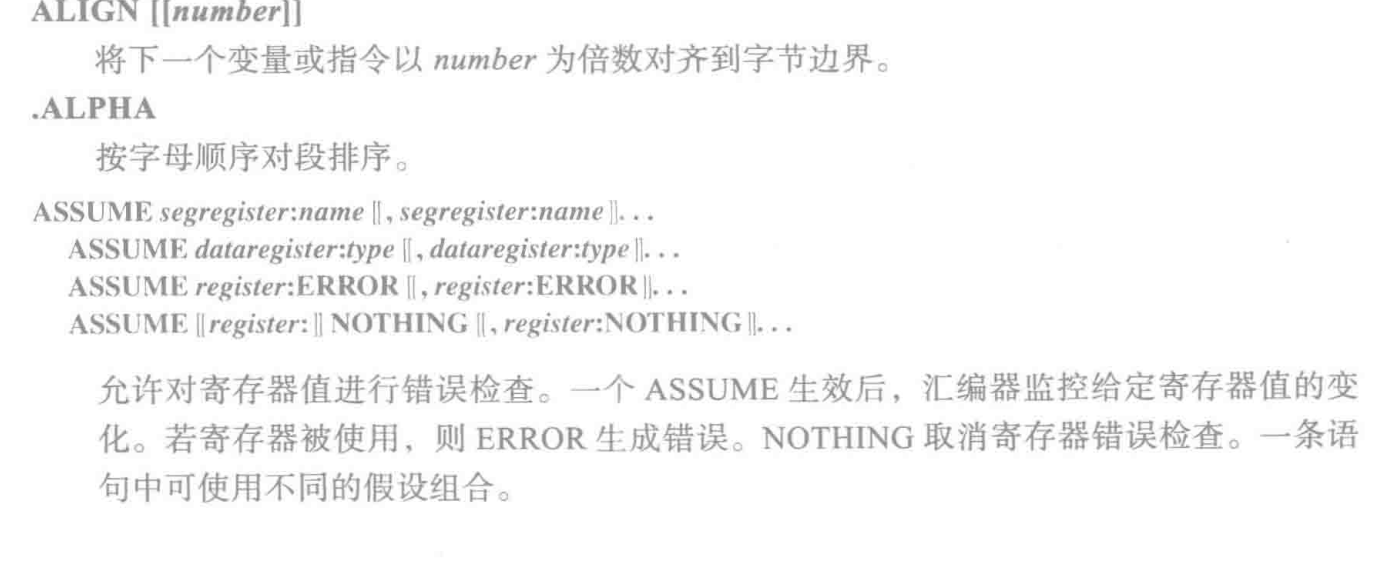 ALIGN [[number]]
将下一个变量或指令以 number 为倍数对齐到字节边界。
.ALPHA
按字母顺序对段排序。
ASSUME segregister:name ⟦, segregister:name⟧. . .
ASSUME dataregister:type ⟦, dataregister:type⟧. . .
ASSUME register:ERROR ⟦, register:ERROR⟧. . .
ASSUME ⟦register:⟧ NOTHING ⟦, register:NOTHING⟧. . .
允许对寄存器值进行错误检查。一个 ASSUME 生效后，汇编器监控给定寄存器值的变
化。若寄存器被使用，则 ERROR 生成错误。NOTHING 取消寄存器错误检查。一条语
句中可使用不同的假设组合。